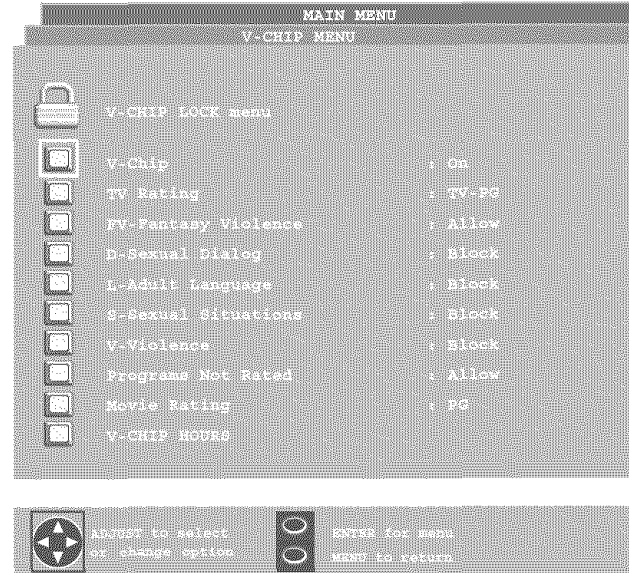 MAIN MENU
V-CHIP MENU
V-CHIP LOCK menu
V-Chip : On
TV Rating : TV-PG
FV-Fantasy Violence : Allow
D-Sexual Dialog : Block
L-Adult Language : Block
S-Sexual Situations : Block
V-Violence : Block
Programs Not Rated : Allow
Movie Rating : PG
V-CHIP HOURS
ADJUST to select
or change option
ENTER for menu
MENU to return